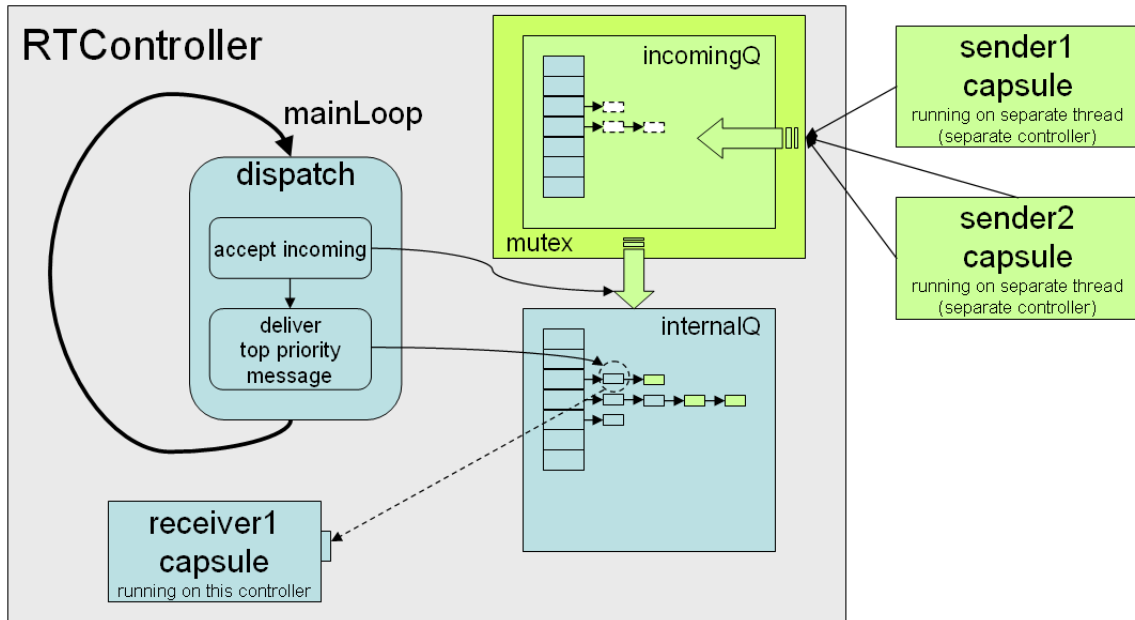 RTController
mainLoop
dispatch
accept incoming
deliver
top priority
message
incomingQ
mutex
internalQ
receiver1
capsule
running on this controller
sender1
capsule
running on separate thread
(separate controller)
sender2
capsule
running on separate thread
(separate controller)